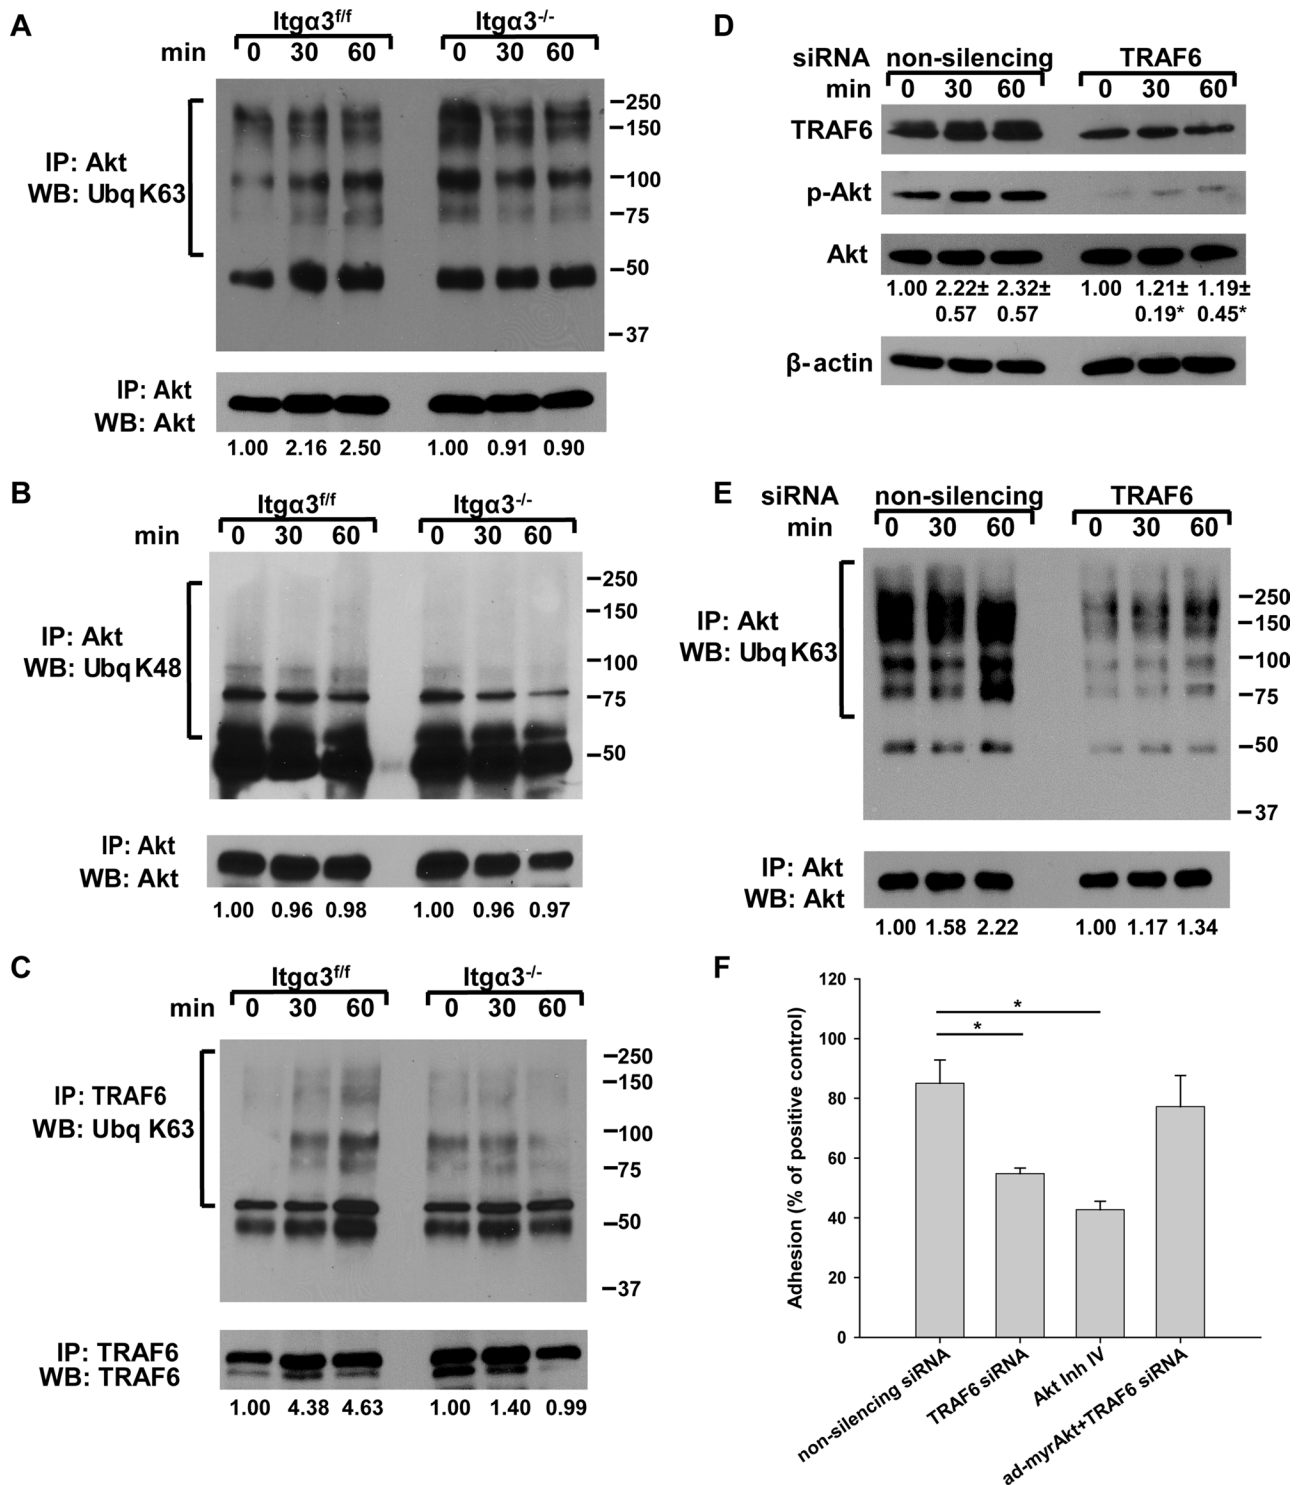 A
Itgα3f/f Itgα3-/-
min 0 30 60 0 30 60
IP: Akt
WB: Ubq K63
250
150
100
75
50
37
IP: Akt
WB: Akt
1.00 2.16 2.50 1.00 0.91 0.90
B
Itgα3f/f Itgα3-/-
min 0 30 60 0 30 60
IP: Akt
WB: Ubq K48
250
150
100
75
50
IP: Akt
WB: Akt
1.00 0.96 0.98 1.00 0.96 0.97
C
Itgα3f/f Itgα3-/-
min 0 30 60 0 30 60
IP: TRAF6
WB: Ubq K63
250
150
100
75
50
37
IP: TRAF6
WB: TRAF6
1.00 4.38 4.63 1.00 1.40 0.99
D
siRNA non-silencing TRAF6
min 0 30 60 0 30 60
TRAF6
p-Akt
Akt
1.00 2.22± 2.32± 1.00 1.21± 1.19±
0.57 0.57 0.19* 0.45*
β-actin
E
siRNA non-silencing TRAF6
min 0 30 60 0 30 60
IP: Akt
WB: Ubq K63
250
150
100
75
50
37
IP: Akt
WB: Akt
1.00 1.58 2.22 1.00 1.17 1.34
F
Adhesion (% of positive control)
120
100
80
60
40
20
0
*
*
non-silencing siRNA
TRAF6 siRNA
Akt Inh IV
ad-myrAkt+TRAF6 siRNA